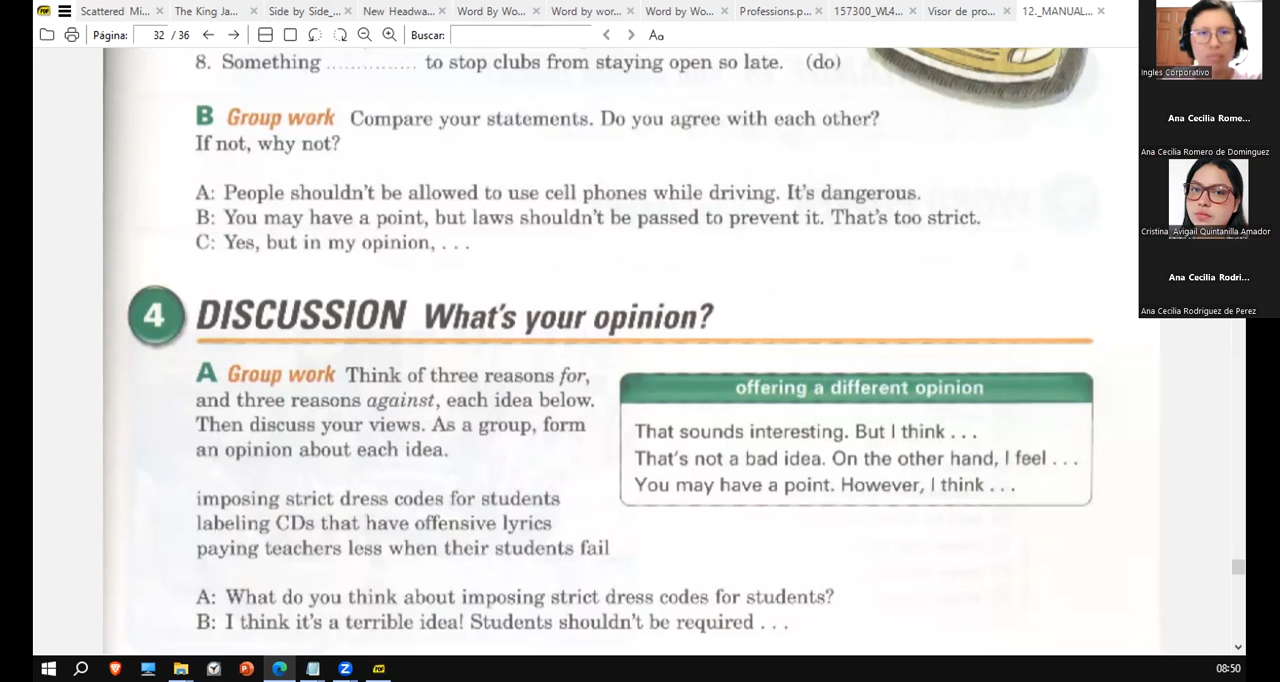 Scattered Mi...
The King Ja...
Side by Side_...
New Headwa...
Word By Wo...
Word by wor...
Word by Wo...
Professions.p...
157300_WL4...
Visor de pro...
12._MANUAL...
Página:
32 / 36
Buscar:
Aa
8. Something .............. to stop clubs from staying open so late. (do)
B Group work Compare your statements. Do you agree with each other?
If not, why not?
A: People shouldn't be allowed to use cell phones while driving. It's dangerous.
B: You may have a point, but laws shouldn't be passed to prevent it. That's too strict.
C: Yes, but in my opinion, . . .
4 DISCUSSION What's your opinion?
A Group work Think of three reasons for,
and three reasons against, each idea below.
Then discuss your views. As a group, form
an opinion about each idea.
imposing strict dress codes for students
labeling CDs that have offensive lyrics
paying teachers less when their students fail
offering a different opinion
That sounds interesting. But I think . . .
That's not a bad idea. On the other hand, I feel . . .
You may have a point. However, I think . . .
A: What do you think about imposing strict dress codes for students?
B: I think it's a terrible idea! Students shouldn't be required . . .
Ingles Corporativo
Ana Cecilia Rome...
Ana Cecilia Romero de Dominguez
Cristina Avigail Quintanilla Amador
Ana Cecilia Rodri...
Ana Cecilia Rodriguez de Perez
08:50